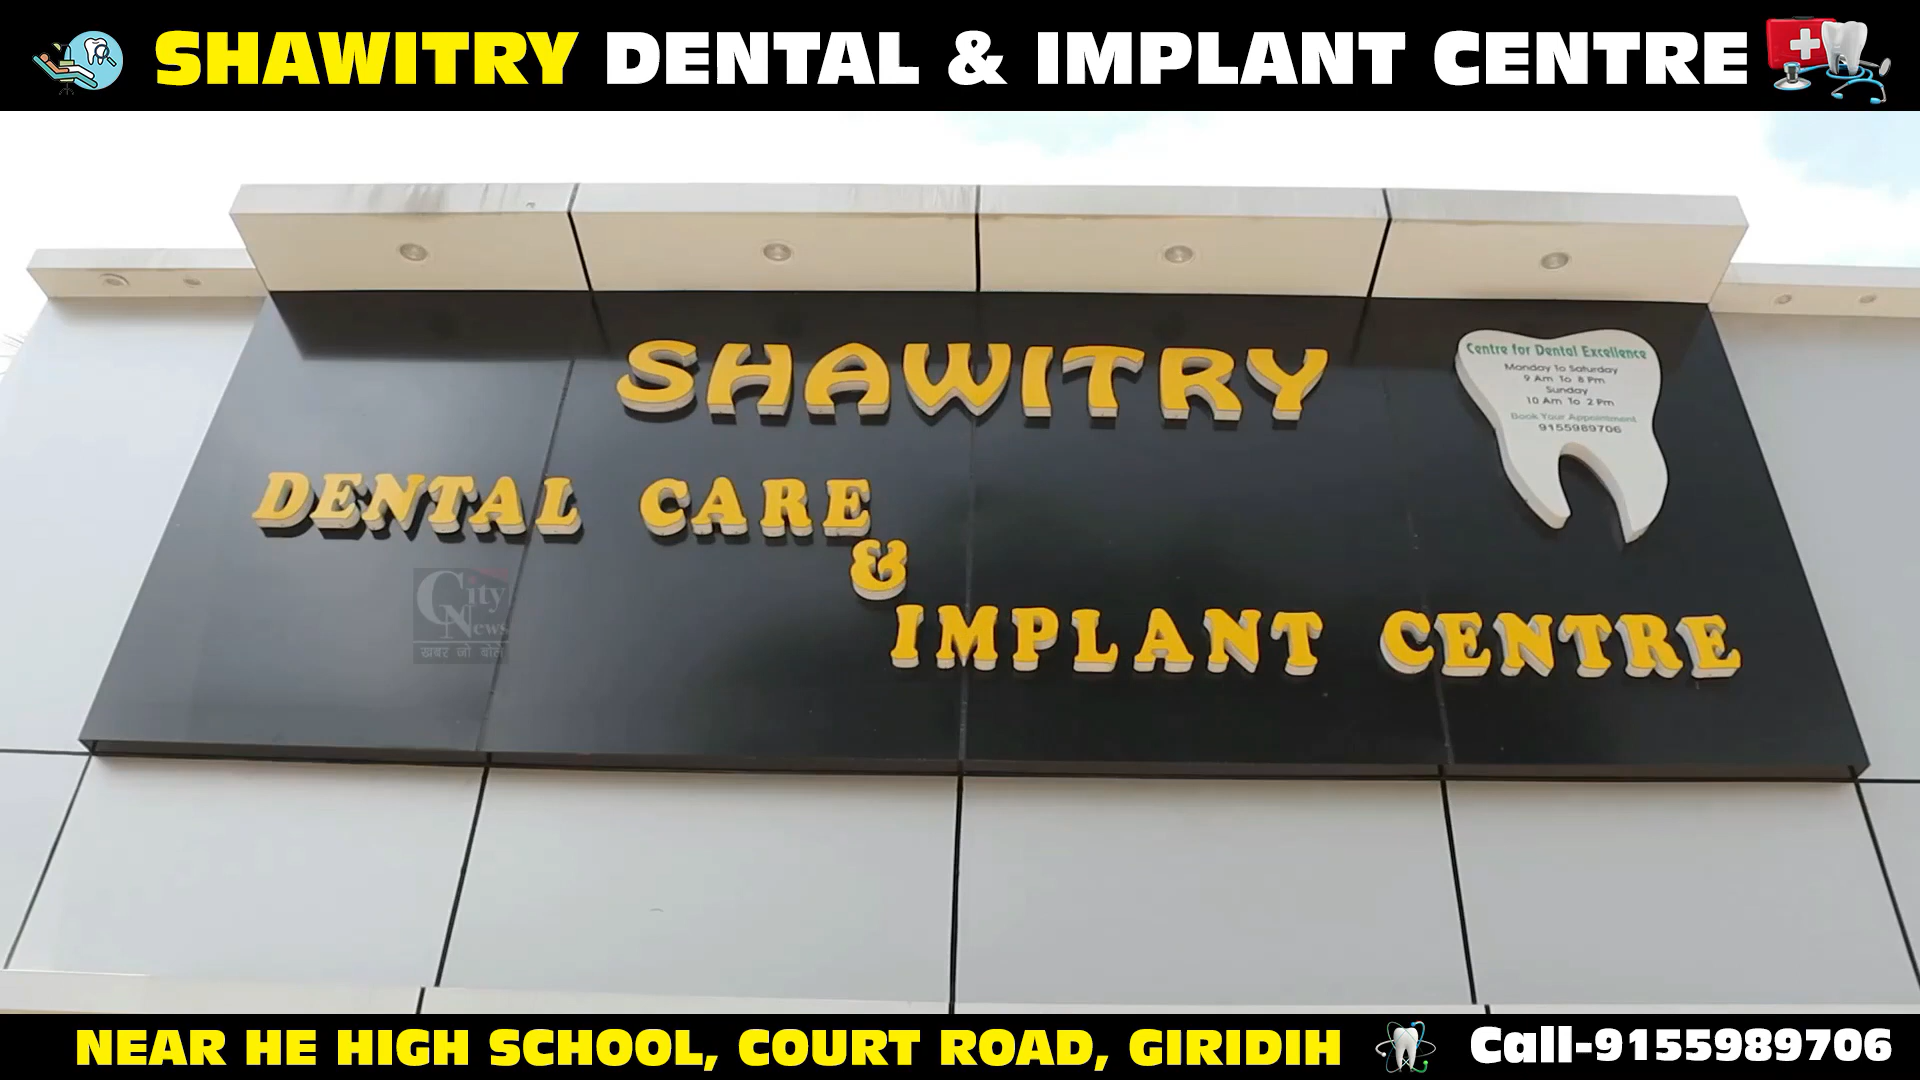 SHAWITRY DENTAL & IMPLANT CENTRE
SHAWITRY
Centre for Dental Excellence
Monday To Saturday
9 Am To 8 Pm
Sunday
10 Am To 2 Pm
Book Your Appointment
9155989706
DENTAL CARE
&
IMPLANT CENTRE
City
News
खबर जो बोले
NEAR HE HIGH SCHOOL, COURT ROAD, GIRIDIH
Call-9155989706